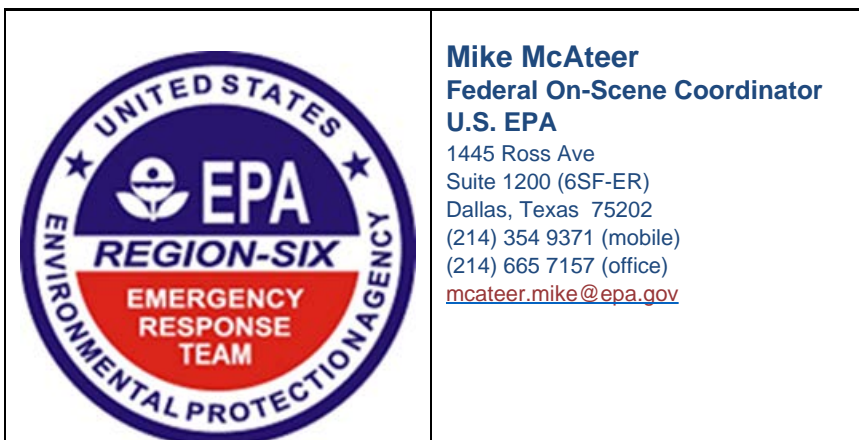 UNITED STATES
EPA
REGION-SIX
EMERGENCY
RESPONSE
TEAM
ENVIRONMENTAL PROTECTION AGENCY
Mike McAteer
Federal On-Scene Coordinator
U.S. EPA
1445 Ross Ave
Suite 1200 (6SF-ER)
Dallas, Texas  75202
(214) 354 9371 (mobile)
(214) 665 7157 (office)
mcateer.mike@epa.gov